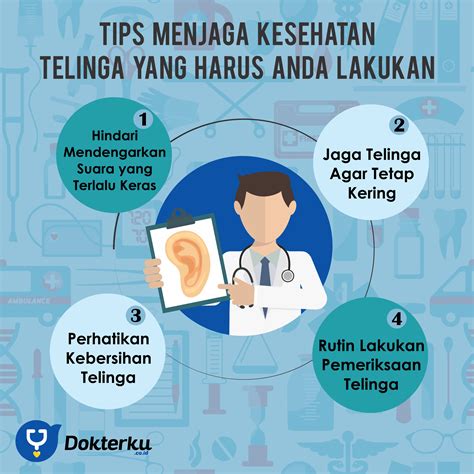 TIPS MENJAGA KESEHATAN
TELINGA YANG HARUS ANDA LAKUKAN
1
Hindari
Mendengarkan
Suara yang
Terlalu Keras
2
Jaga Telinga
Agar Tetap
Kering
3
Perhatikan
Kebersihan
Telinga
4
Rutin Lakukan
Pemeriksaan
Telinga
AMBULANCE
Dokterku
.co.id